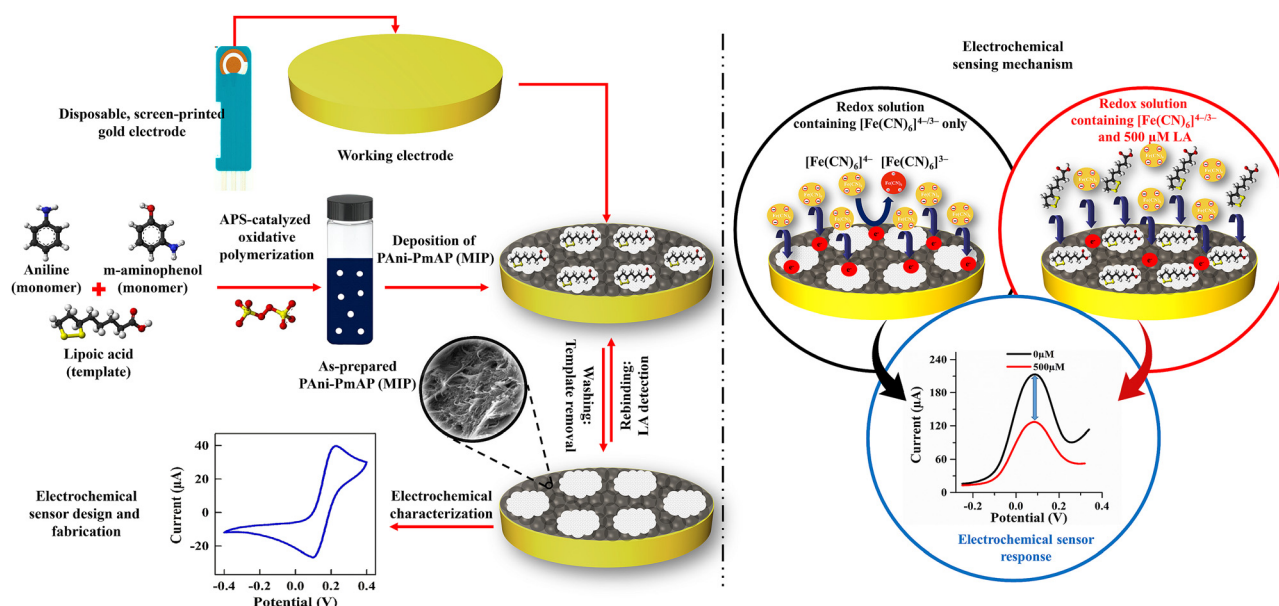 Disposable, screen-printed
gold electrode
Working electrode
Aniline
(monomer)
+
m-aminophenol
(monomer)
Lipoic acid
(template)
APS-catalyzed
oxidative
polymerization
As-prepared
PAni-PmAP (MIP)
Deposition of
PAni-PmAP (MIP)
Washing:
Template removal
Rebinding:
LA detection
Electrochemical
characterization
Electrochemical
sensor design and
fabrication
Current (µA)
40
20
0
-20
-0.4
-0.2
0.0
0.2
0.4
Potential (V)
Electrochemical
sensing mechanism
Redox solution
containing [Fe(CN)₆]⁴⁻/³⁻ only
[Fe(CN)₆]⁴⁻ [Fe(CN)₆]³⁻
Redox solution
containing [Fe(CN)₆]⁴⁻/³⁻
and 500 µM LA
0µM
500µM
Current (µA)
240
180
120
60
0
-0.2
0.0
0.2
0.4
Potential (V)
Electrochemical sensor
response